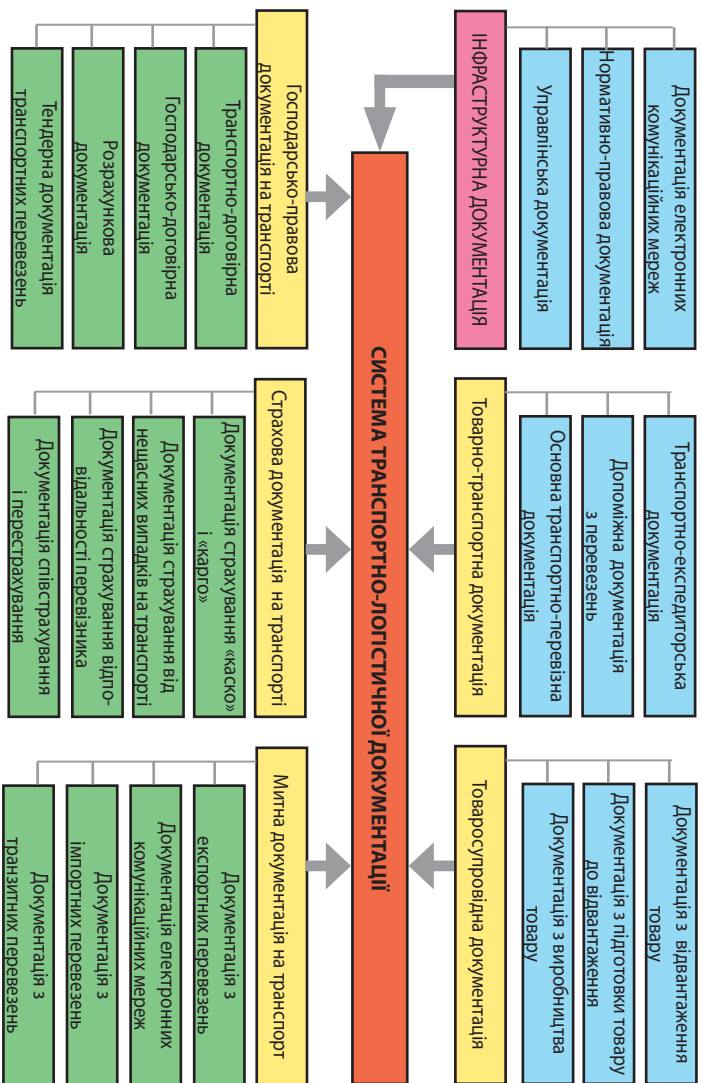 Документація електронних
комунікаційних мереж
Нормативно-правова документація
Управлінська документація
ІНФРАСТРУКТУРНА ДОКУМЕНТАЦІЯ
Транспортно-експедиторська
документація
Допоміжна документація
з перевезень
Основна транспортно-перевізна
документація
Товарно-транспортна документація
Документація з відвантаження
товару
Документація з підготовки товару
до відвантаження
Документація з виробництва
товару
Товаросупровідна документація
СИСТЕМА ТРАНСПОРТНО-ЛОГІСТИЧНОЇ ДОКУМЕНТАЦІЇ
Господарсько-правова
документація на транспорті
Транспортно-договірна
документація
Господарсько-договірна
документація
Розрахункова
документація
Тендерна документація
транспортних перевезень
Страхова документація на транспорті
Документація страхування «каско»
і «карго»
Документація страхування від
нещасних випадків на транспорті
Документація страхування відпо-
відальності перевізника
Документація співстрахування
і перестрахування
Митна документація на транспорт
Документація з
експортних перевезень
Документація електронних
комунікаційних мереж
Документація з
імпортних перевезень
Документація з
транзитних перевезень